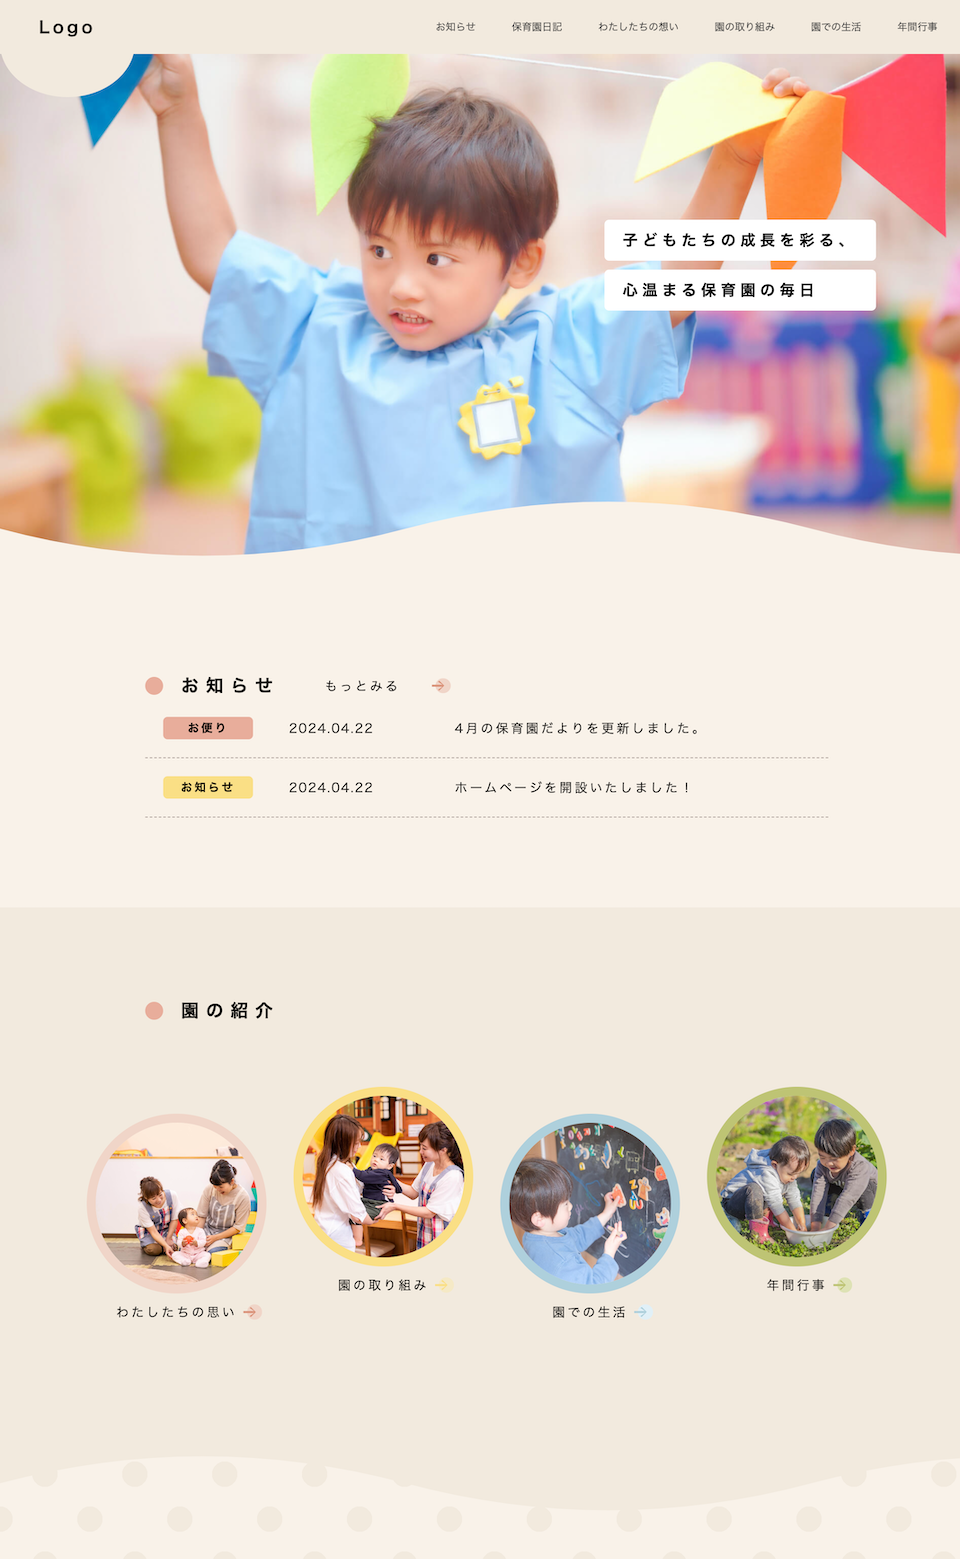 Logo
お知らせ
保育園日記
わたしたちの想い
園の取り組み
園での生活
年間行事
子どもたちの成長を彩る、
心温まる保育園の毎日
お知らせ
もっとみる
お便り
2024.04.22
4月の保育園だよりを更新しました。
お知らせ
2024.04.22
ホームページを開設いたしました！
園の紹介
わたしたちの思い
園の取り組み
園での生活
年間行事